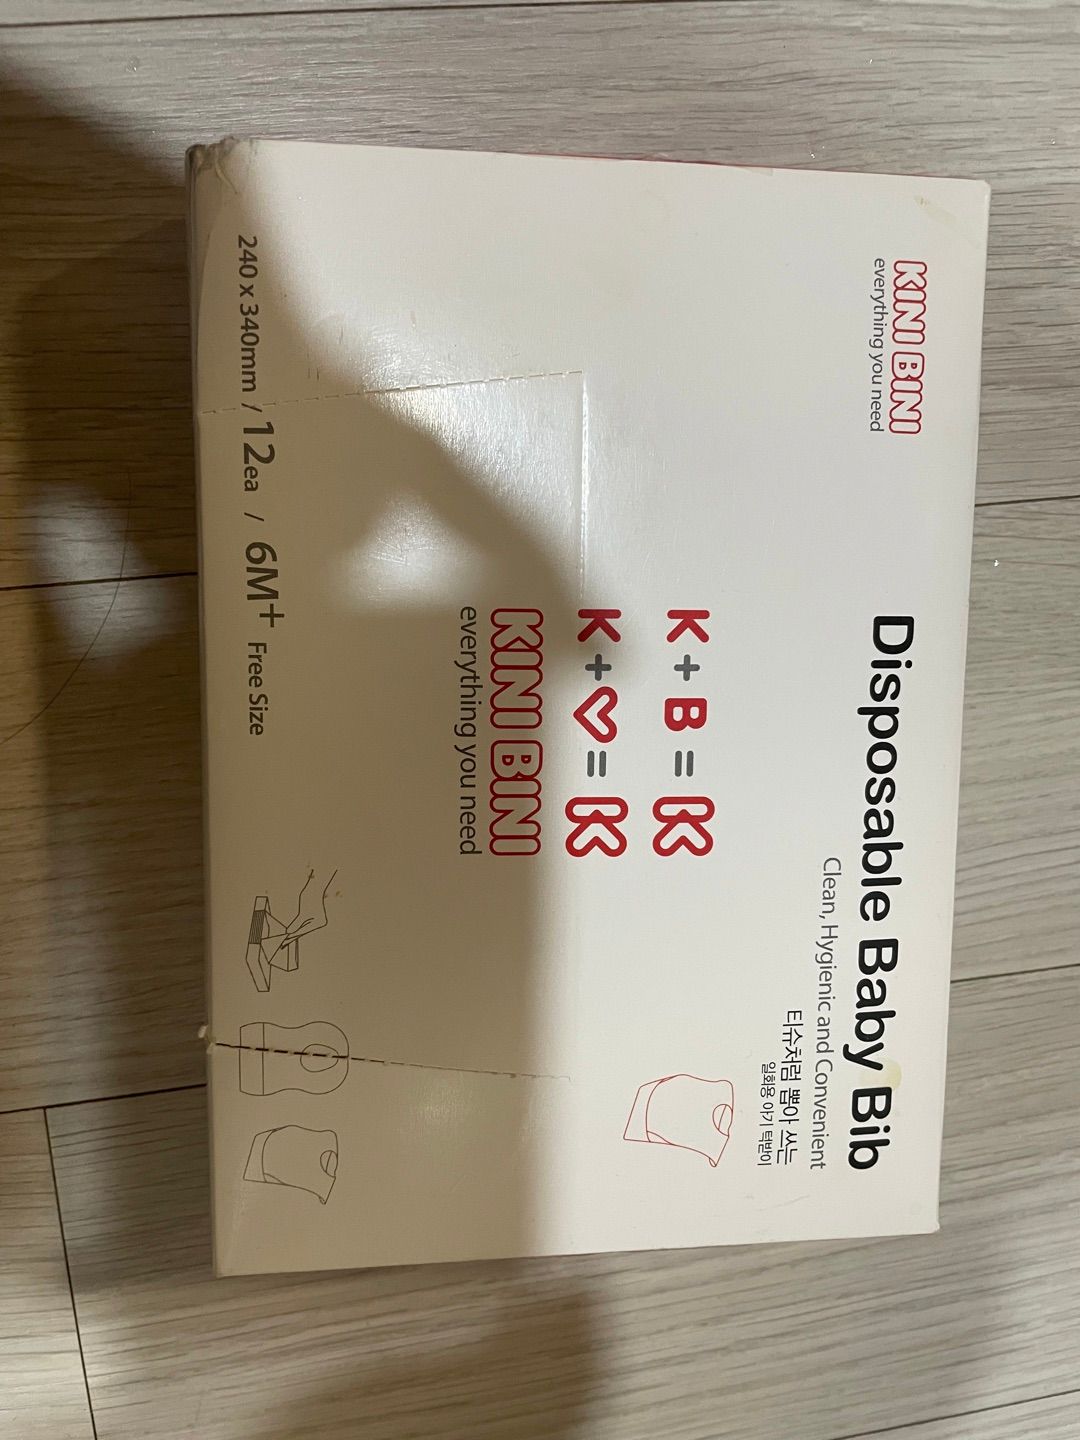 KINI BINI
everything you need
Disposable Baby Bib
Clean, Hygienic and Convenient
티슈처럼 뽑아 쓰는
일회용 아기 턱받이
K + B = K
K + ♡ = K
KINI BINI
everything you need
240 x 340mm / 12ea / 6M+ Free Size